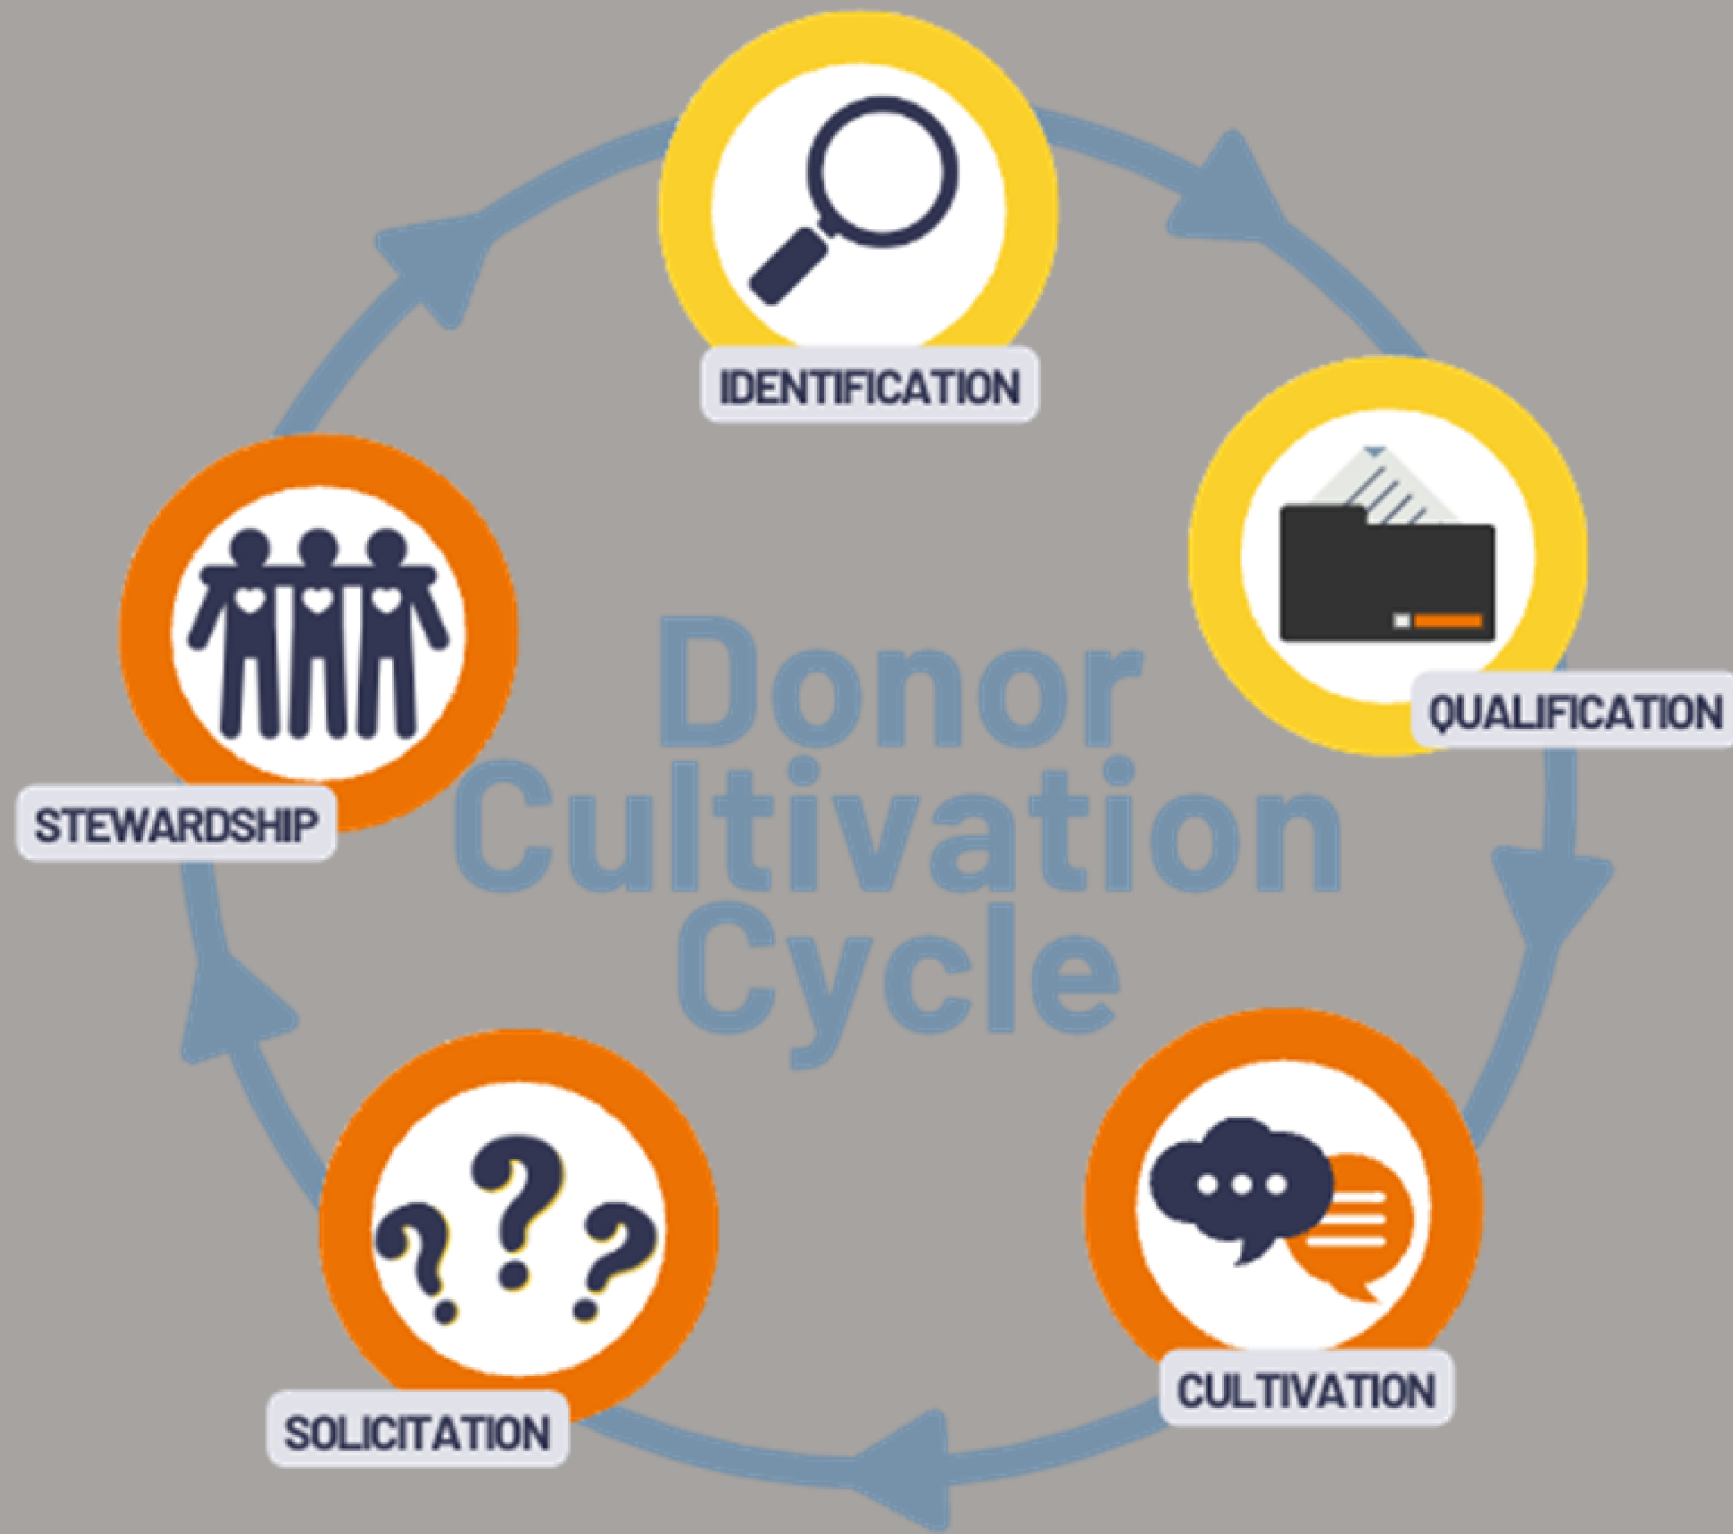 IDENTIFICATION
QUALIFICATION
Donor
Cultivation
Cycle
STEWARDSHIP
CULTIVATION
SOLICITATION